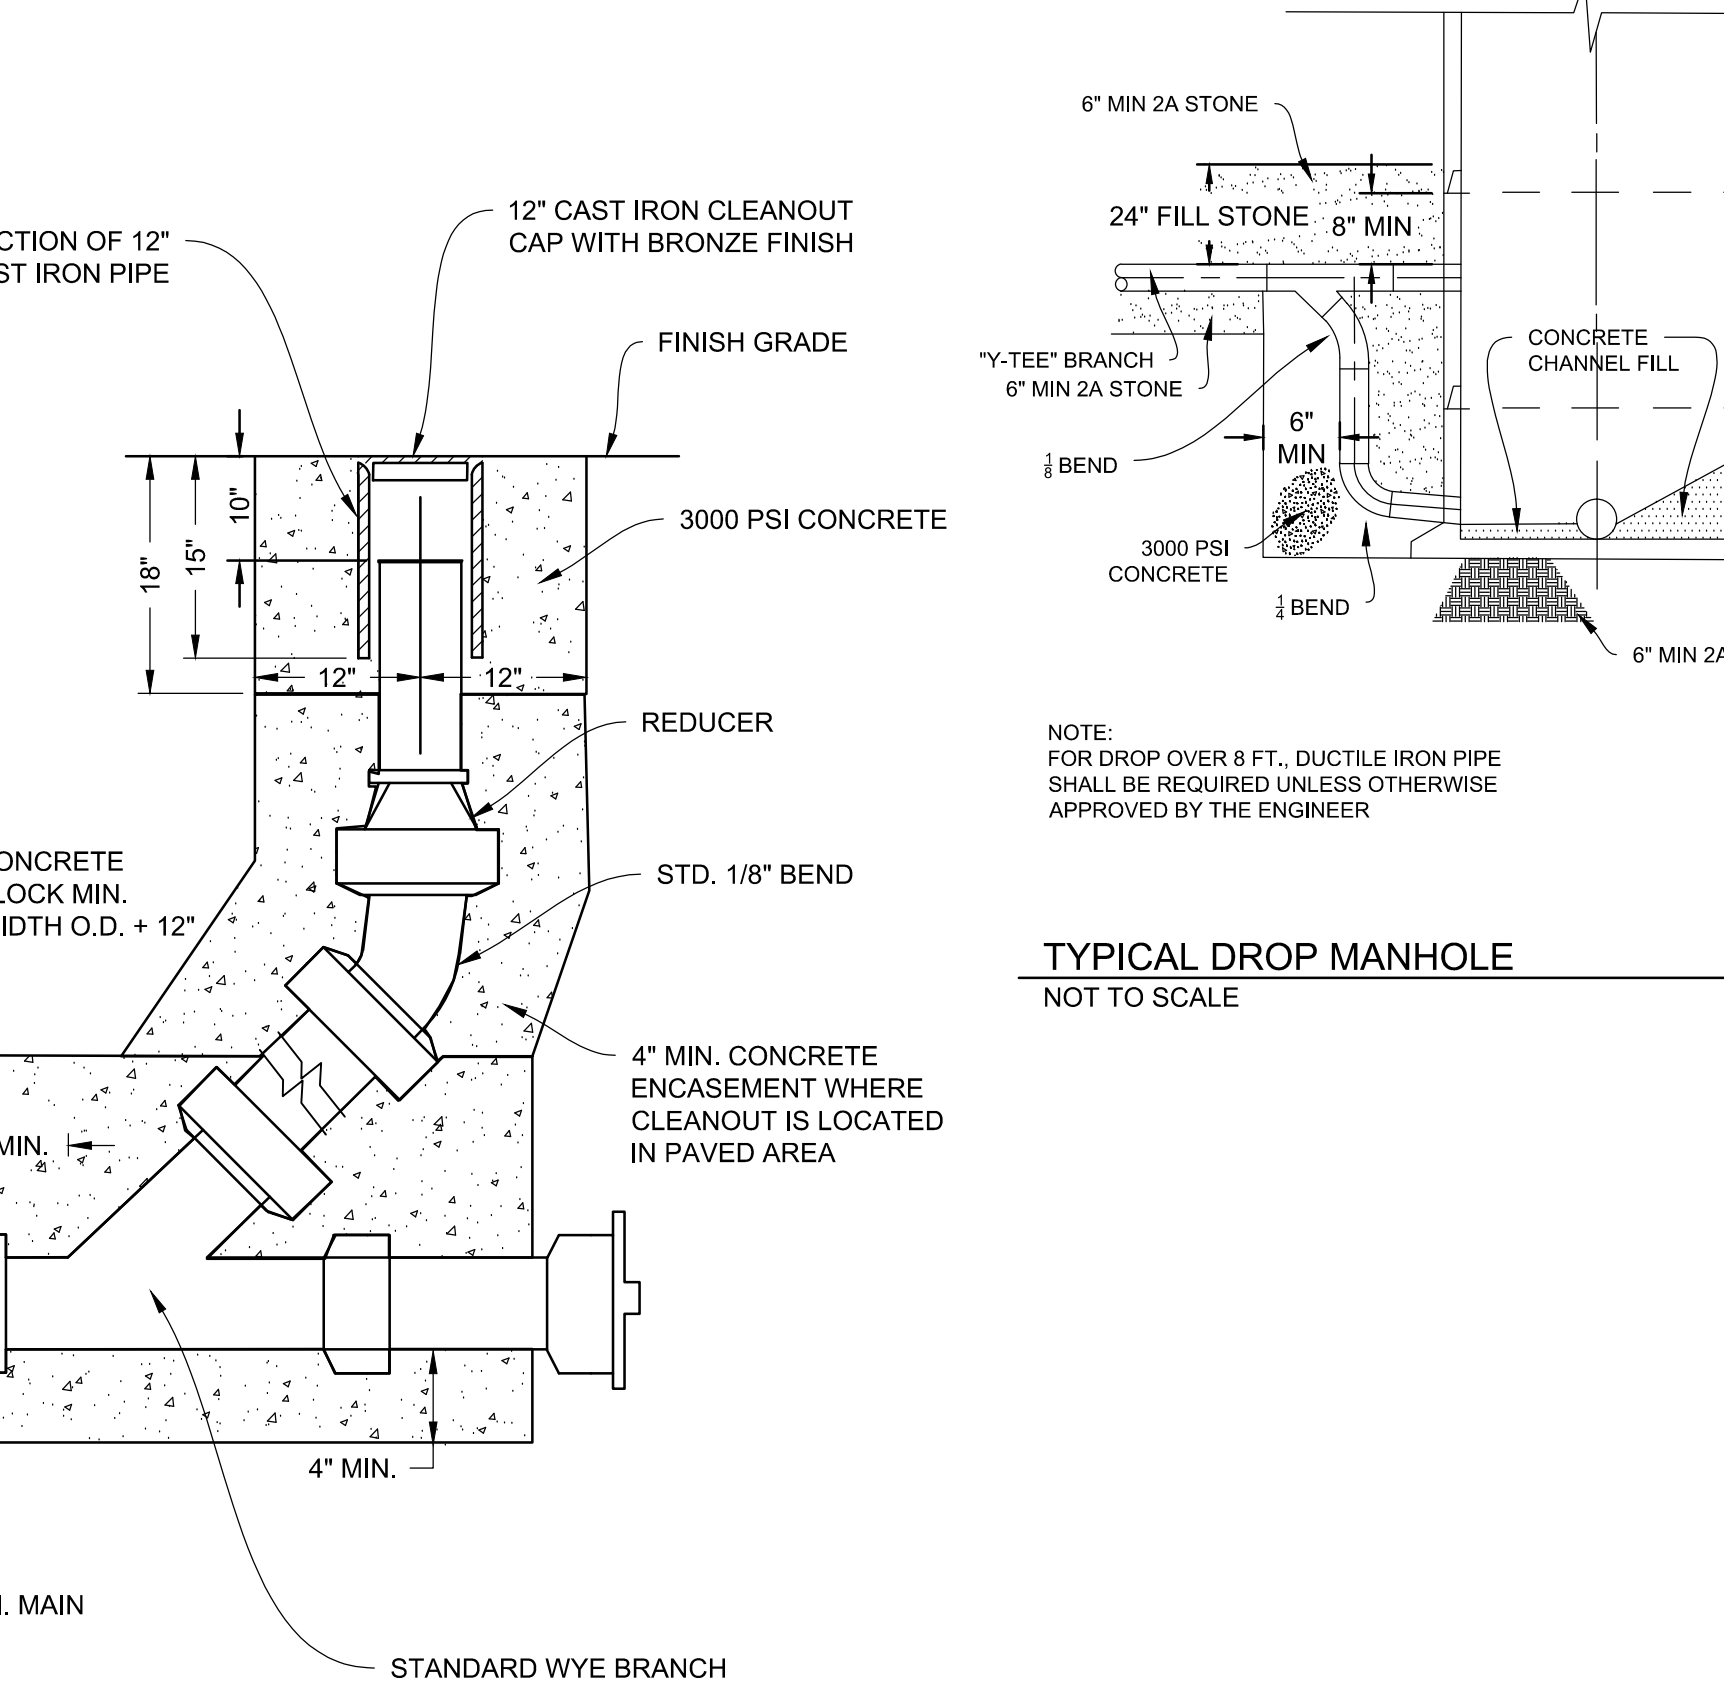 CTION OF 12"
ST IRON PIPE
12" CAST IRON CLEANOUT
CAP WITH BRONZE FINISH
FINISH GRADE
10"
15"
18"
3000 PSI CONCRETE
12"
12"
REDUCER
ONCRETE
LOCK MIN.
IDTH O.D. + 12"
STD. 1/8" BEND
4" MIN. CONCRETE
ENCASEMENT WHERE
CLEANOUT IS LOCATED
IN PAVED AREA
MIN.
4" MIN.
. MAIN
STANDARD WYE BRANCH
6" MIN 2A STONE
24" FILL STONE
8" MIN
"Y-TEE" BRANCH
6" MIN 2A STONE
CONCRETE
CHANNEL FILL
6"
MIN
1/8 BEND
3000 PSI
CONCRETE
1/4 BEND
6" MIN 2A
NOTE:
FOR DROP OVER 8 FT., DUCTILE IRON PIPE
SHALL BE REQUIRED UNLESS OTHERWISE
APPROVED BY THE ENGINEER
TYPICAL DROP MANHOLE
NOT TO SCALE